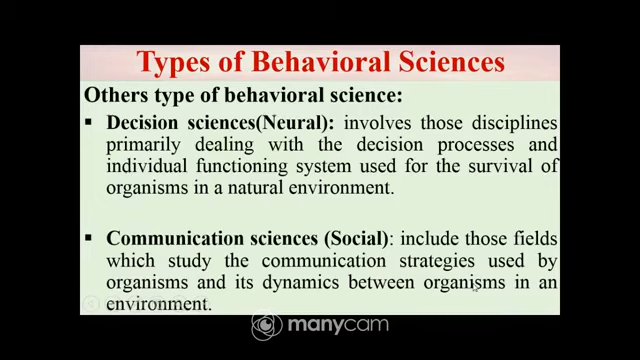 Types of Behavioral Sciences
Others type of behavioral science:
▪ Decision sciences(Neural): involves those disciplines
primarily dealing with the decision processes and
individual functioning system used for the survival of
organisms in a natural environment.
▪ Communication sciences (Social): include those fields
which study the communication strategies used by
organisms and its dynamics between organisms in an
environment.
manycam